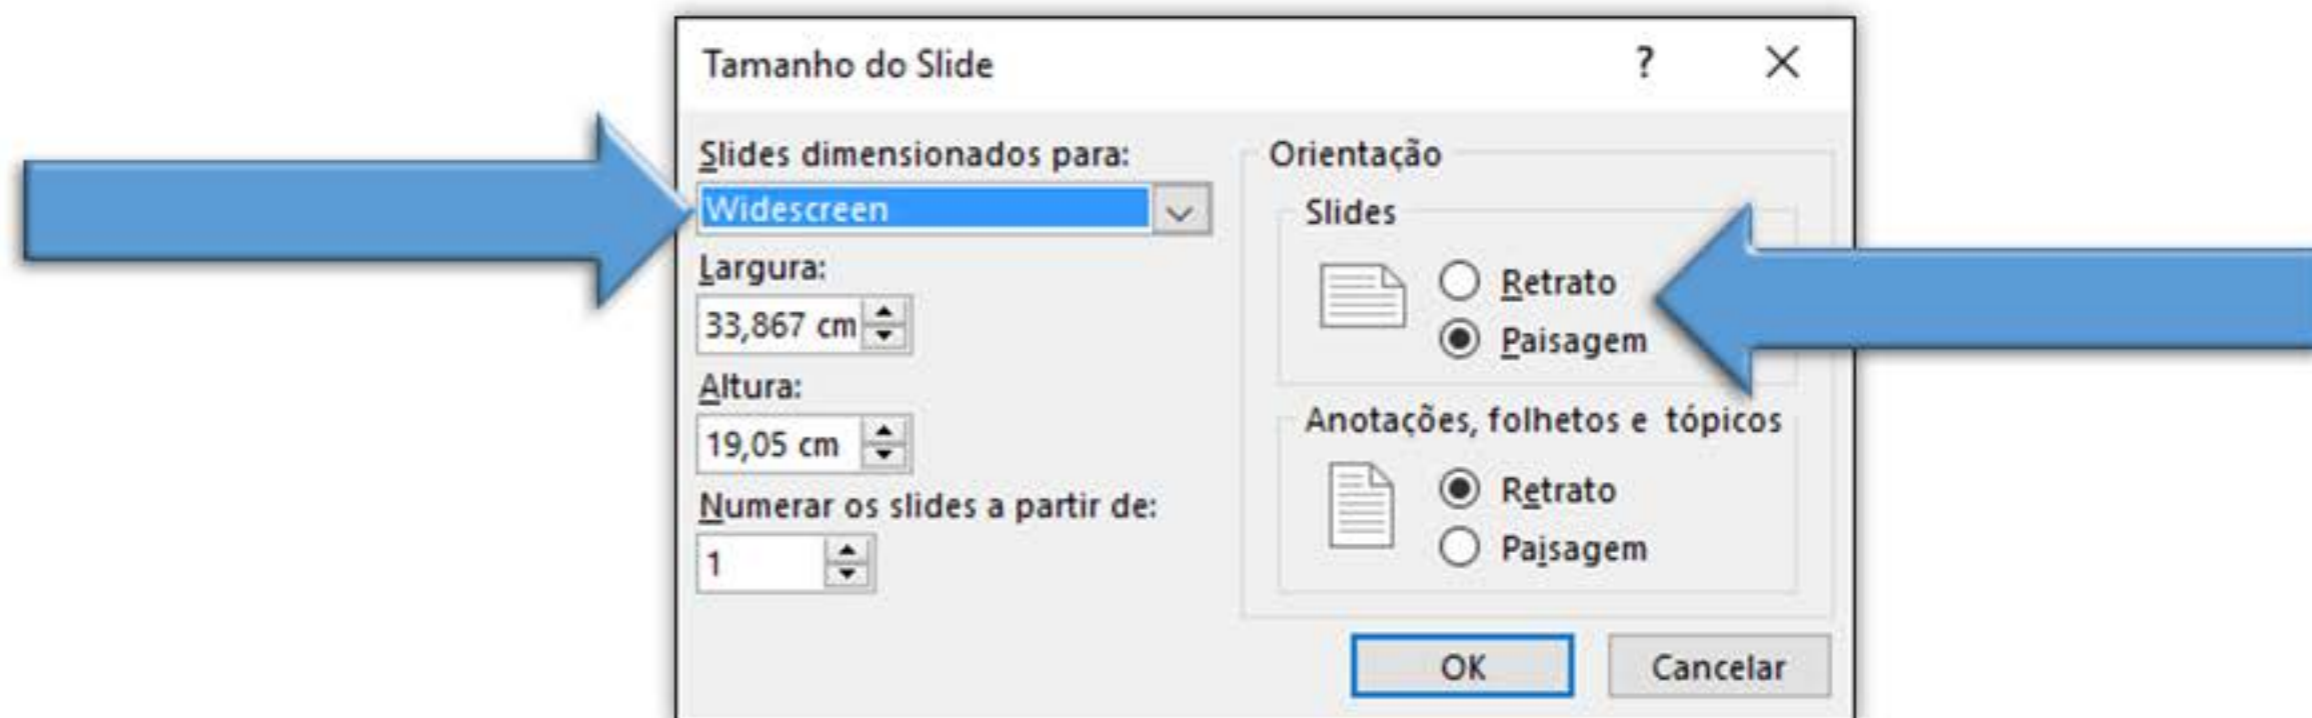 Tamanho do Slide
?
Slides dimensionados para:
Widescreen
Largura:
33,867 cm
Altura:
19,05 cm
Numerar os slides a partir de:
1
Orientação
Slides
Retrato
Paisagem
Anotações, folhetos e tópicos
Retrato
Paisagem
OK
Cancelar